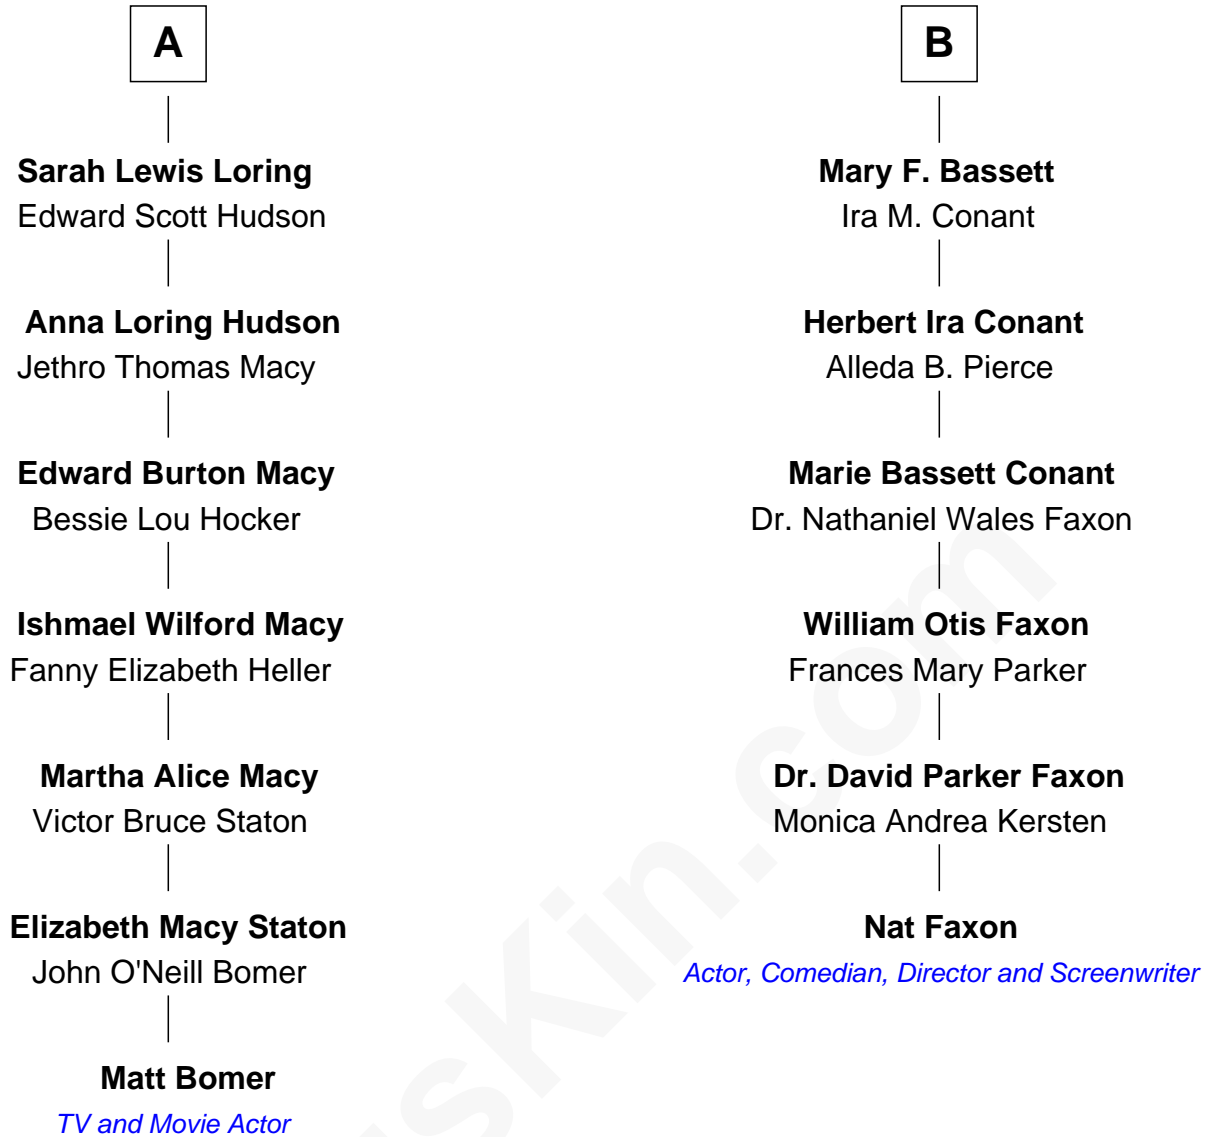 A
Sarah Lewis Loring
Edward Scott Hudson
Anna Loring Hudson
Jethro Thomas Macy
Edward Burton Macy
Bessie Lou Hocker
Ishmael Wilford Macy
Fanny Elizabeth Heller
Martha Alice Macy
Victor Bruce Staton
Elizabeth Macy Staton
John O'Neill Bomer
Matt Bomer
TV and Movie Actor
B
Mary F. Bassett
Ira M. Conant
Herbert Ira Conant
Alleda B. Pierce
Marie Bassett Conant
Dr. Nathaniel Wales Faxon
William Otis Faxon
Frances Mary Parker
Dr. David Parker Faxon
Monica Andrea Kersten
Nat Faxon
Actor, Comedian, Director and Screenwriter